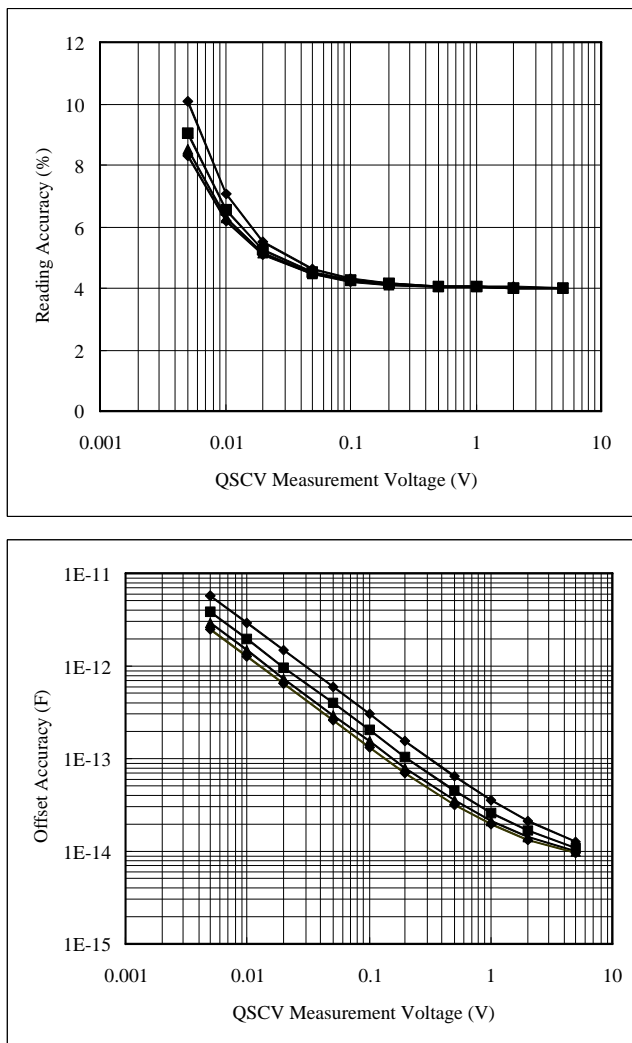 12
10
8
6
4
2
0
Reading Accuracy (%)
0.001 0.01 0.1 1 10
QSCV Measurement Voltage (V)
1E-11
1E-12
1E-13
1E-14
1E-15
Offset Accuracy (F)
0.001 0.01 0.1 1 10
QSCV Measurement Voltage (V)